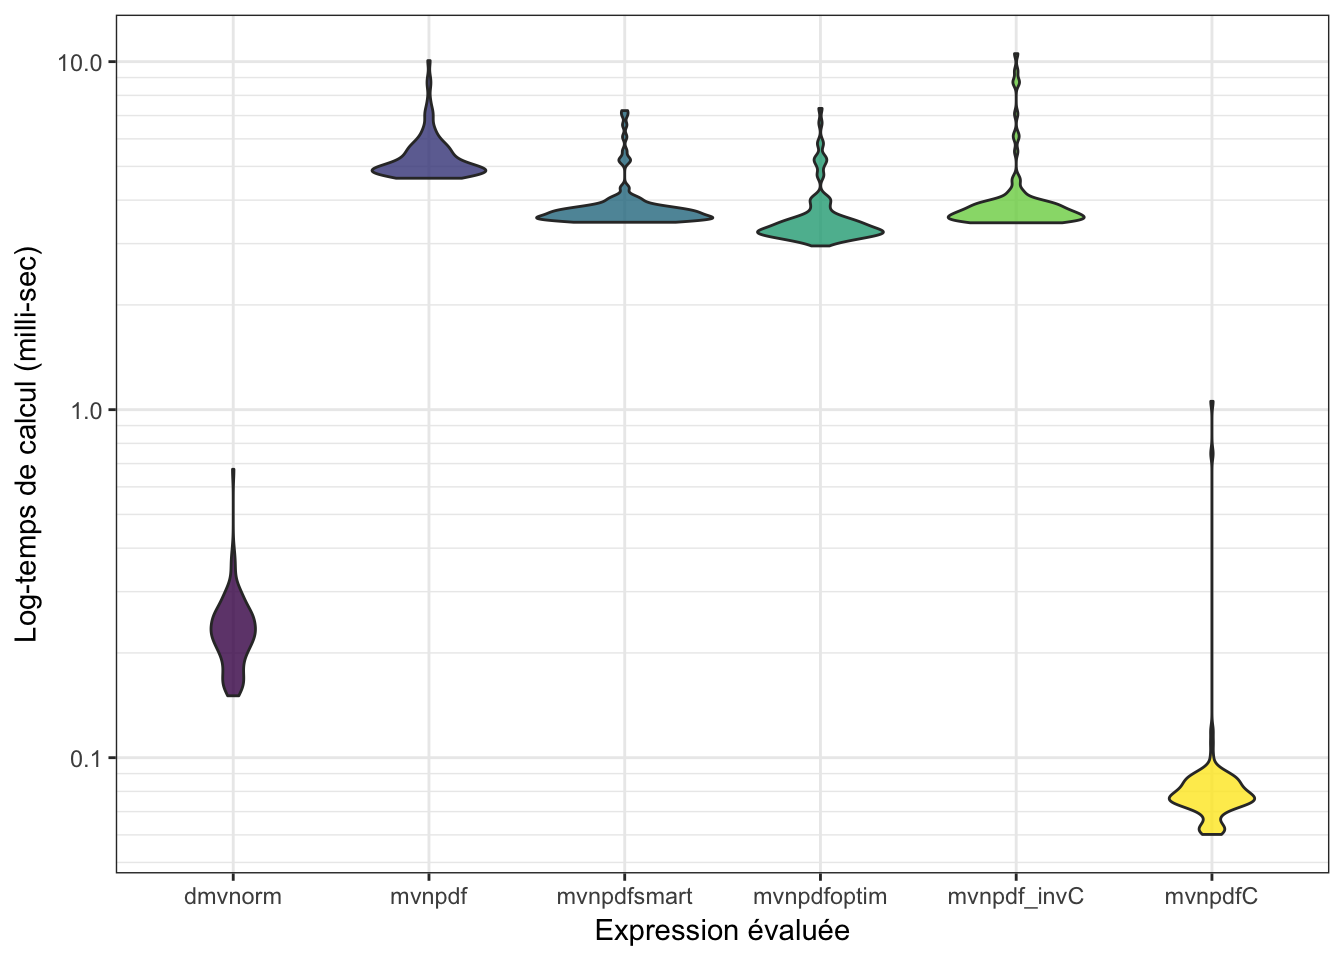 Log-temps de calcul (milli-sec)
10.0
1.0
0.1
dmvnorm mvnpdf mvnpdfsmart mvnpdfoptim mvnpdf_invC mvnpdfC
Expression évaluée